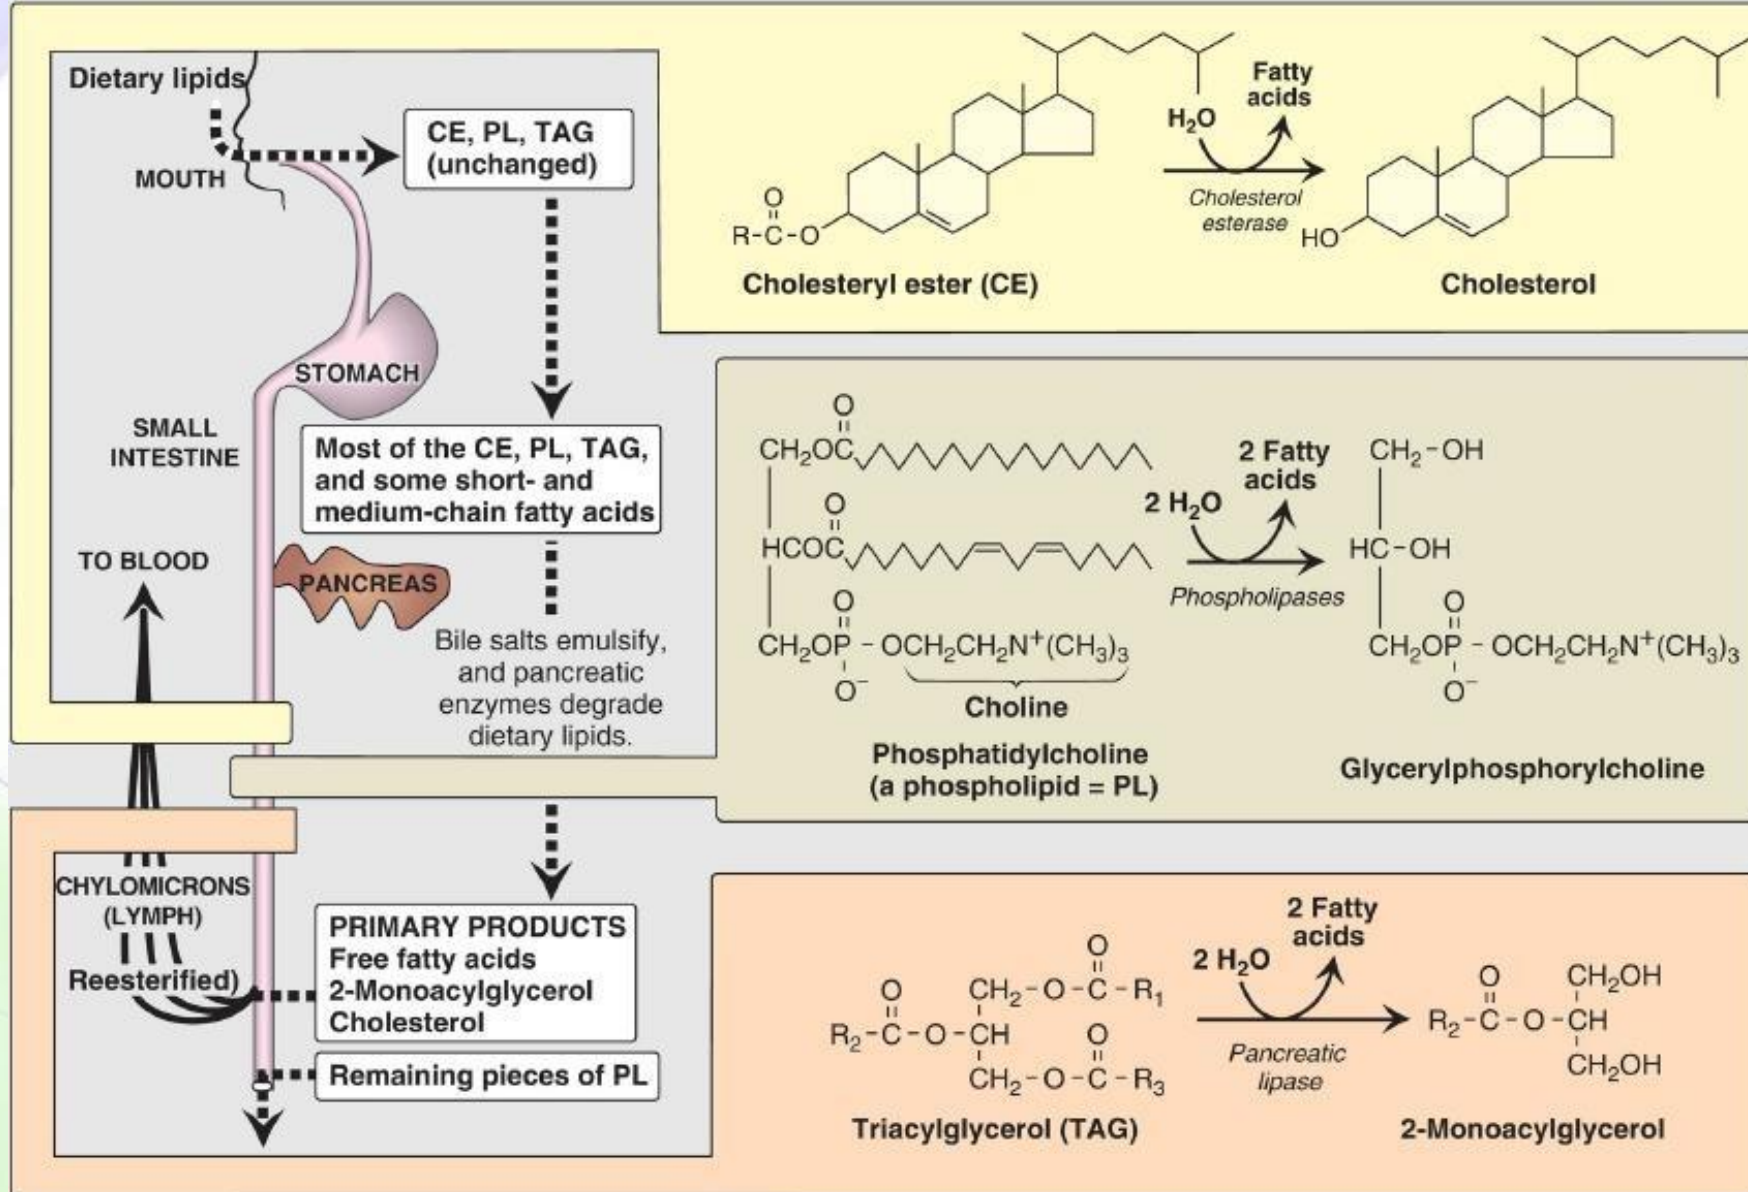 Dietary lipids
MOUTH
CE, PL, TAG
(unchanged)
STOMACH
SMALL
INTESTINE
Most of the CE, PL, TAG,
and some short- and
medium-chain fatty acids
TO BLOOD
PANCREAS
Bile salts emulsify,
and pancreatic
enzymes degrade
dietary lipids.
CHYLOMICRONS
(LYMPH)
Reesterified)
PRIMARY PRODUCTS
Free fatty acids
2-Monoacylglycerol
Cholesterol
Remaining pieces of PL
O
R-C-O
Cholesteryl ester (CE)
H₂O
Fatty
acids
Cholesterol
esterase
HO
Cholesterol
O
CH₂OC
O
HCOC
O
CH₂OP-OCH₂CH₂N⁺(CH₃)₃
O⁻
Choline
Phosphatidylcholine
(a phospholipid = PL)
2 H₂O
2 Fatty
acids
Phospholipases
CH₂-OH
HC-OH
O
CH₂OP-OCH₂CH₂N⁺(CH₃)₃
O⁻
Glycerylphosphorylcholine
O
O
CH₂-O-C-R₁
R₂-C-O-CH
O
CH₂-O-C-R₃
Triacylglycerol (TAG)
2 H₂O
2 Fatty
acids
Pancreatic
lipase
O
CH₂OH
R₂-C-O-CH
CH₂OH
2-Monoacylglycerol